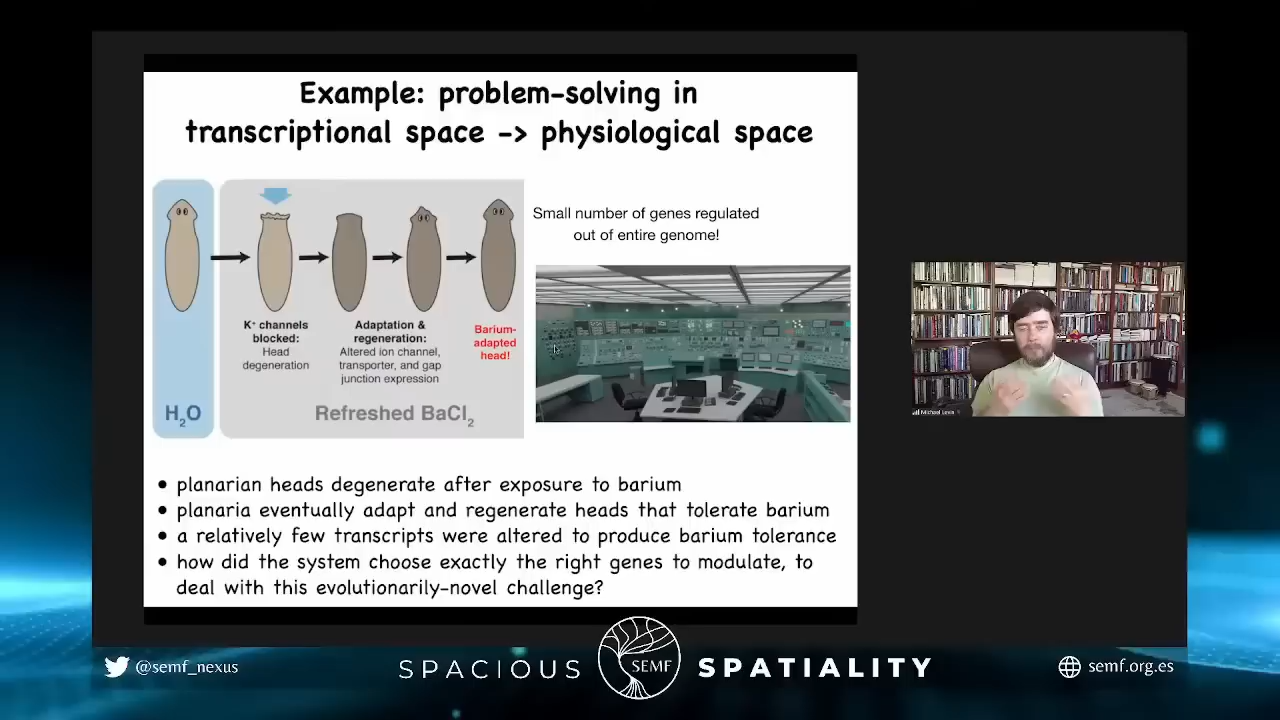 Example: problem-solving in
transcriptional space -> physiological space
Small number of genes regulated
out of entire genome!
K⁺ channels
blocked:
Head
degeneration
Adaptation &
regeneration:
Altered ion channel,
transporter, and gap
junction expression
Barium-
adapted
head!
H₂O
Refreshed BaCl₂
• planarian heads degenerate after exposure to barium
• planaria eventually adapt and regenerate heads that tolerate barium
• a relatively few transcripts were altered to produce barium tolerance
• how did the system choose exactly the right genes to modulate, to
deal with this evolutionarily-novel challenge?
Michael Levin
@semf_nexus
SPACIOUS
SEMF
SPATIALITY
semf.org.es